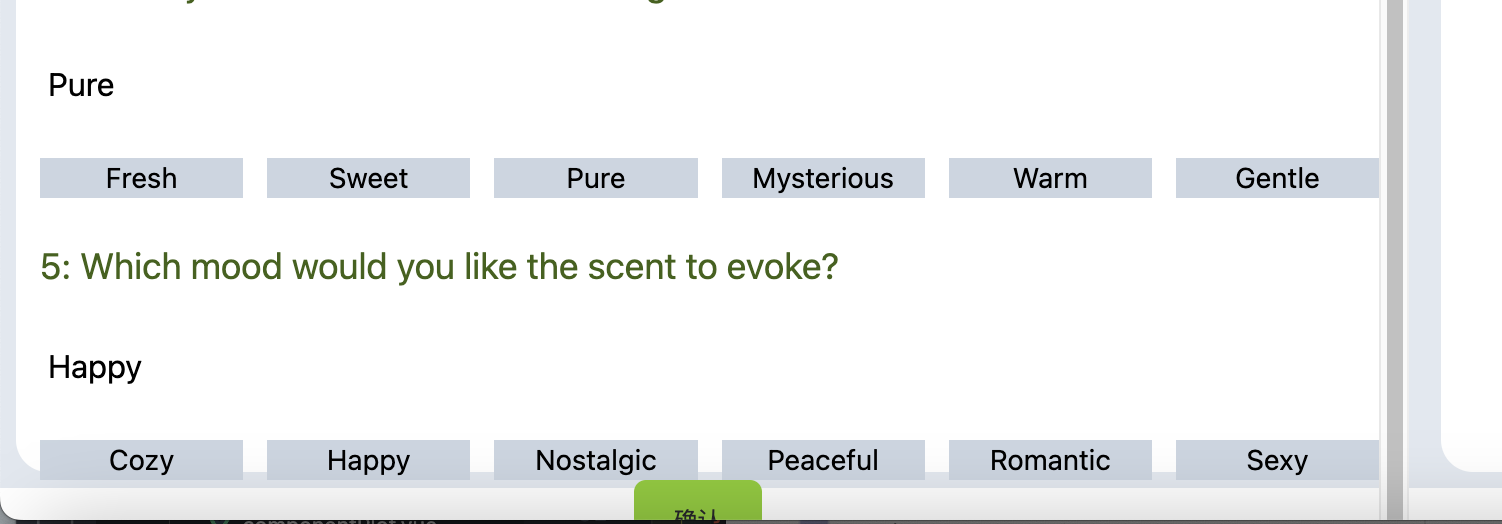 Pure
Fresh Sweet Pure Mysterious Warm Gentle
5: Which mood would you like the scent to evoke?
Happy
Cozy Happy Nostalgic Peaceful Romantic Sexy
确认